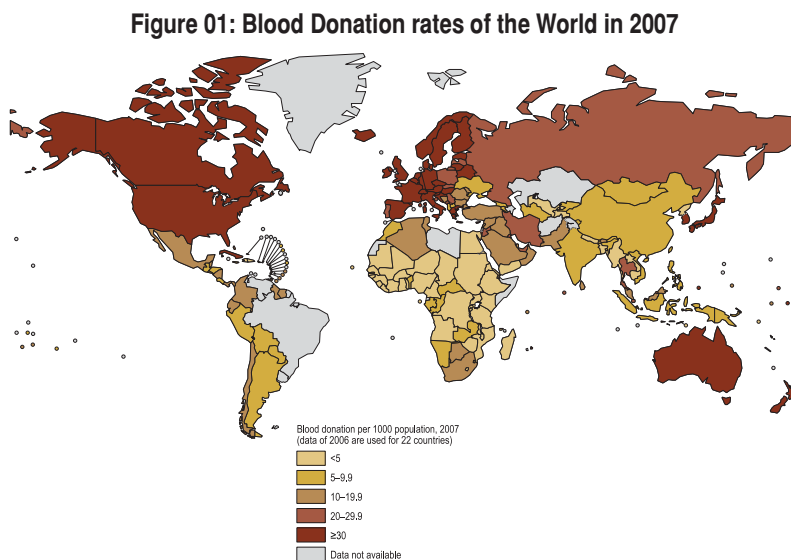 Figure 01: Blood Donation rates of the World in 2007
Blood donation per 1000 population, 2007
(data of 2006 are used for 22 countries)
<5
5–9.9
10–19.9
20–29.9
≥30
Data not available